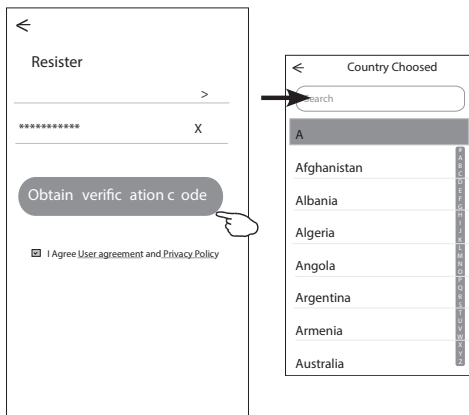 Resister
>
*********** X
Obtain verific ation c ode
I Agree User agreement and Privacy Policy
Country Choosed
Search
A
Afghanistan
Albania
Algeria
Angola
Argentina
Armenia
Australia
#
A
B
C
D
E
F
G
H
I
J
K
L
M
N
O
P
Q
R
S
T
U
V
W
X
Y
Z